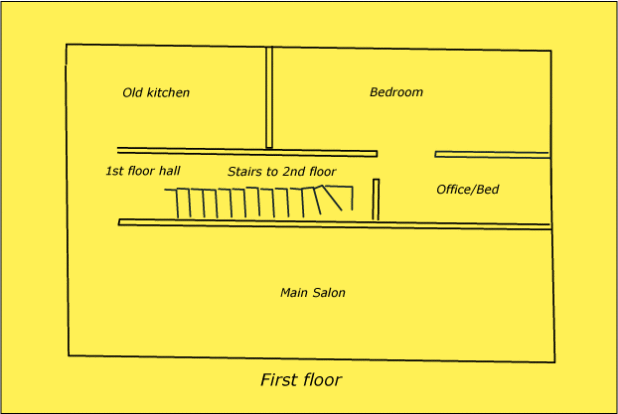 Old kitchen
Bedroom
1st floor hall
Stairs to 2nd floor
Office/Bed
Main Salon
First floor